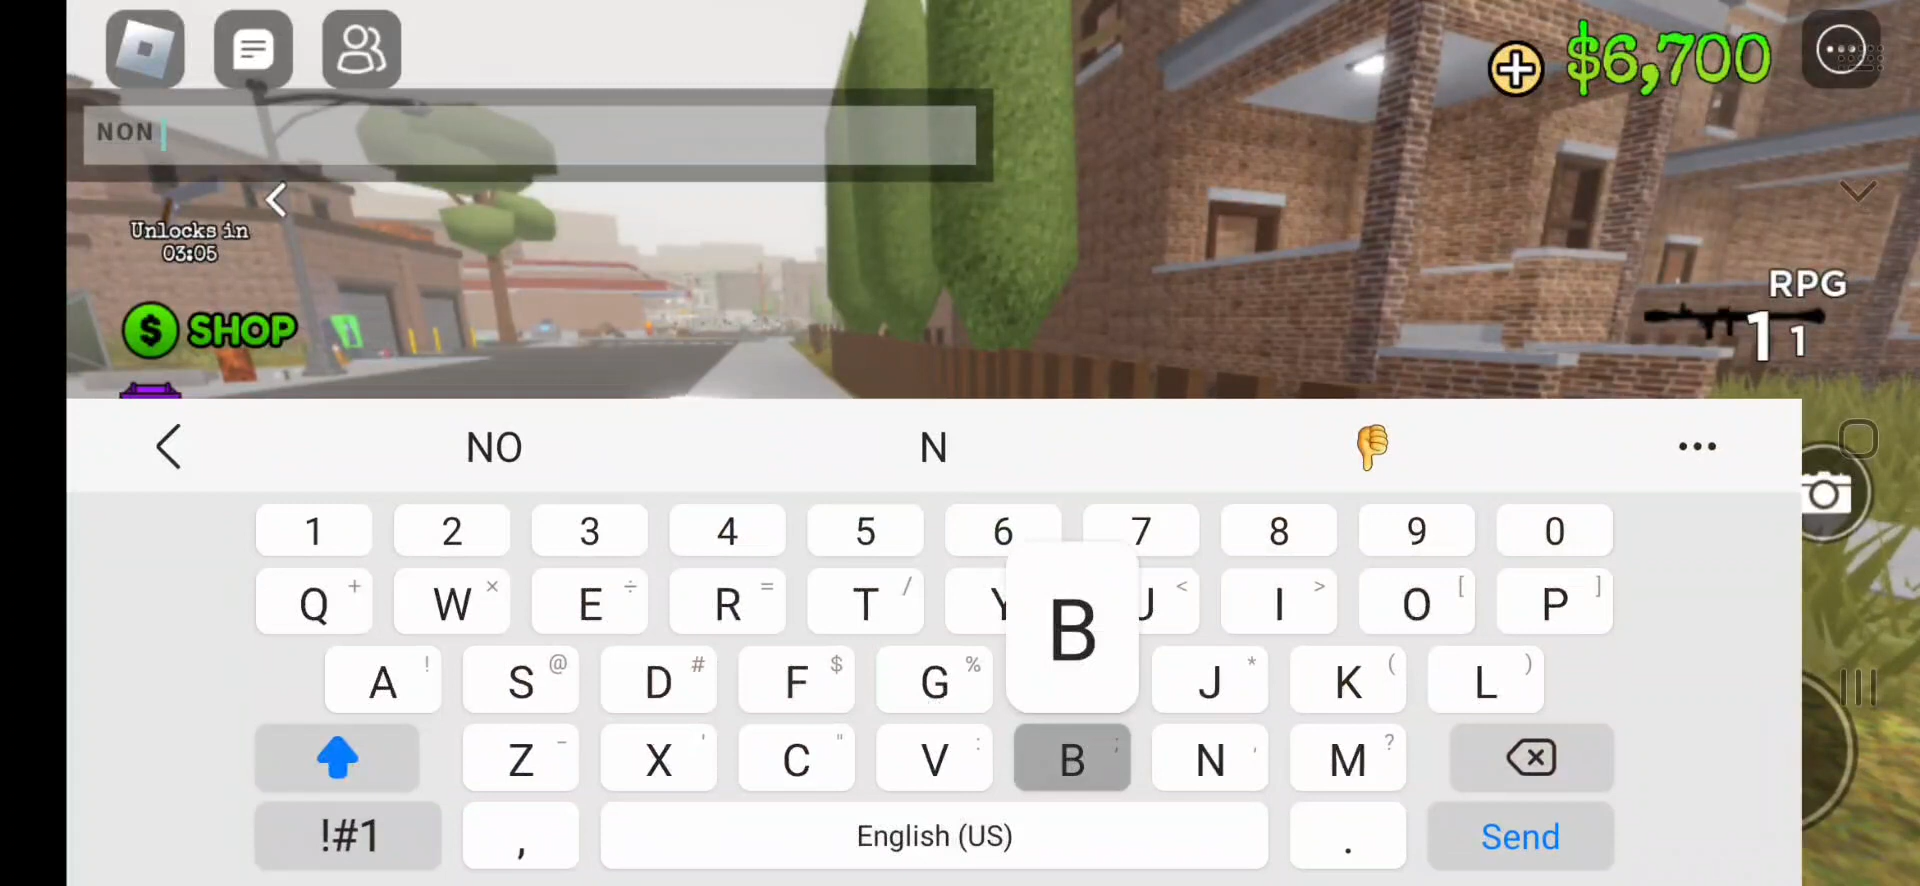 $6,700
NON
Unlocks in
03:05
RPG
1 1
SHOP
NO N 👎 •••
1 2 3 4 5 6 7 8 9 0
Q + W × E ÷ R = T / Y U < I > O [ P ]
B
A ! S @ D # F $ G % J * K ( L )
Z - X ' C " V : B ; N , M ?
!#1 , English (US) . Send